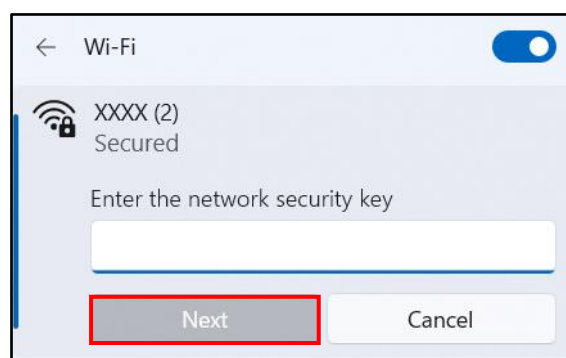 Wi-Fi
XXXX (2)
Secured
Enter the network security key
Next
Cancel